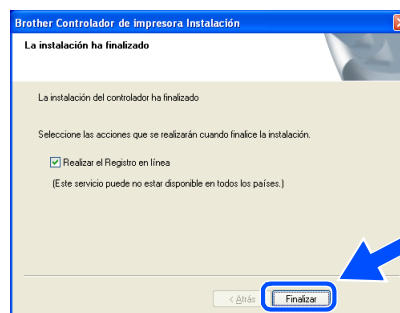 Brother Controlador de impresora Instalación
La instalación ha finalizado
La instalación del controlador ha finalizado
Seleccione las acciones que se realizarán cuando finalice la instalación.
Realizar el Registro en línea
(Este servicio puede no estar disponible en todos los países.)
< Atrás
Finalizar